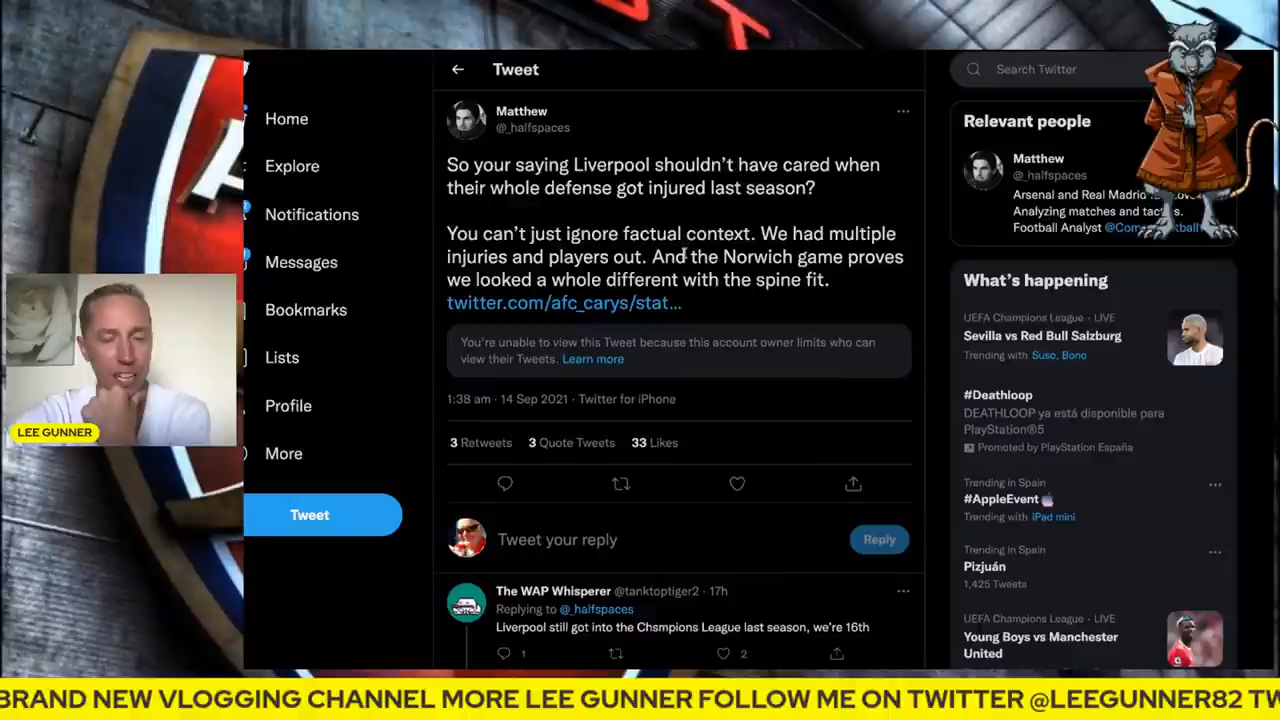 Tweet
Search Twitter
Home
Explore
Notifications
Messages
Bookmarks
Lists
Profile
More
Tweet
Matthew
@_halfspaces
So your saying Liverpool shouldn't have cared when
their whole defense got injured last season?
You can't just ignore factual context. We had multiple
injuries and players out. And the Norwich game proves
we looked a whole different with the spine fit.
twitter.com/afc_carys/stat...
You're unable to view this Tweet because this account owner limits who can
view their Tweets. Learn more
1:38 am · 14 Sep 2021 · Twitter for iPhone
3 Retweets 3 Quote Tweets 33 Likes
Tweet your reply
Reply
The WAP Whisperer @tanktoptiger2 · 17h
Replying to @_halfspaces
Liverpool still got into the Chsmpions League last season, we're 16th
1 2
Relevant people
Matthew
@_halfspaces
Arsenal and Real Madrid
Analyzing matches and
Football Analyst
What's happening
UEFA Champions League · LIVE
Sevilla vs Red Bull Salzburg
Trending with Suso, Bono
#Deathloop
DEATHLOOP ya está disponible para
PlayStation®5
Promoted by PlayStation España
Trending in Spain
#AppleEvent
Trending with iPad mini
Trending in Spain
Pizjuán
1,425 Tweets
UEFA Champions League · LIVE
Young Boys vs Manchester
United
LEE GUNNER
BRAND NEW VLOGGING CHANNEL MORE LEE GUNNER FOLLOW ME ON TWITTER @LEEGUNNER82